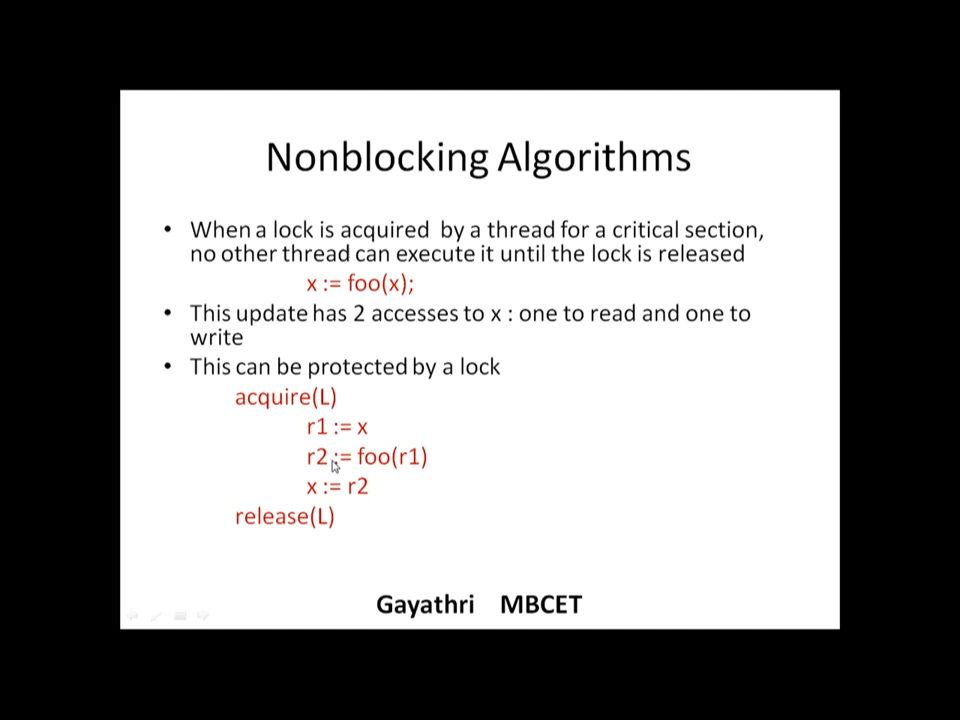 Nonblocking Algorithms
• When a lock is acquired by a thread for a critical section,
no other thread can execute it until the lock is released
x := foo(x);
• This update has 2 accesses to x : one to read and one to
write
• This can be protected by a lock
acquire(L)
r1 := x
r2 := foo(r1)
x := r2
release(L)
Gayathri MBCET